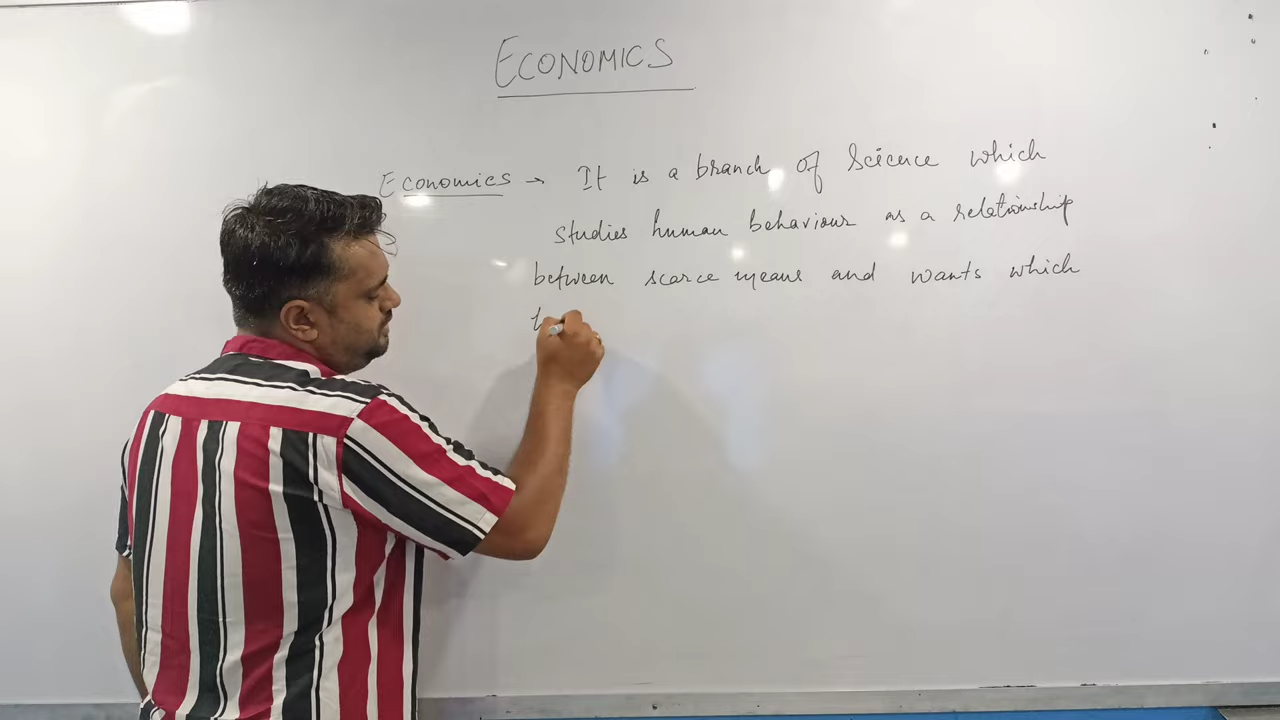 ECONOMICS
Economics → It is a branch of Science which
studies human behaviour as a relationship
between scarce means and wants which